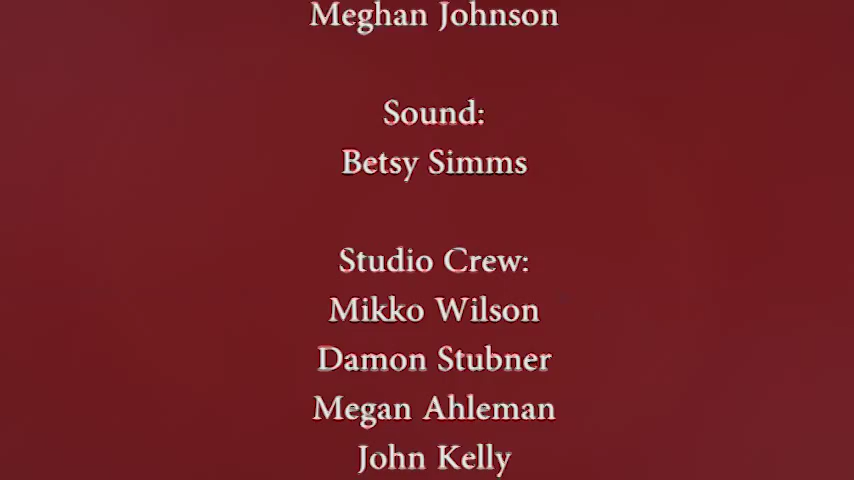 Meghan Johnson
Sound:
Betsy Simms
Studio Crew:
Mikko Wilson
Damon Stubner
Megan Ahleman
John Kelly